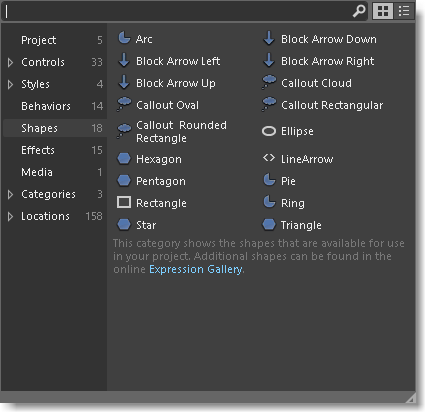 Project 5
Controls 33
Styles 4
Behaviors 14
Shapes 18
Effects 15
Media 1
Categories 3
Locations 158
Arc
Block Arrow Down
Block Arrow Left
Block Arrow Right
Block Arrow Up
Callout Cloud
Callout Oval
Callout Rectangular
Callout Rounded
Rectangle
Ellipse
Hexagon
LineArrow
Pentagon
Pie
Rectangle
Ring
Star
Triangle
This category shows the shapes that are available for use
in your project. Additional shapes can be found in the
online Expression Gallery.